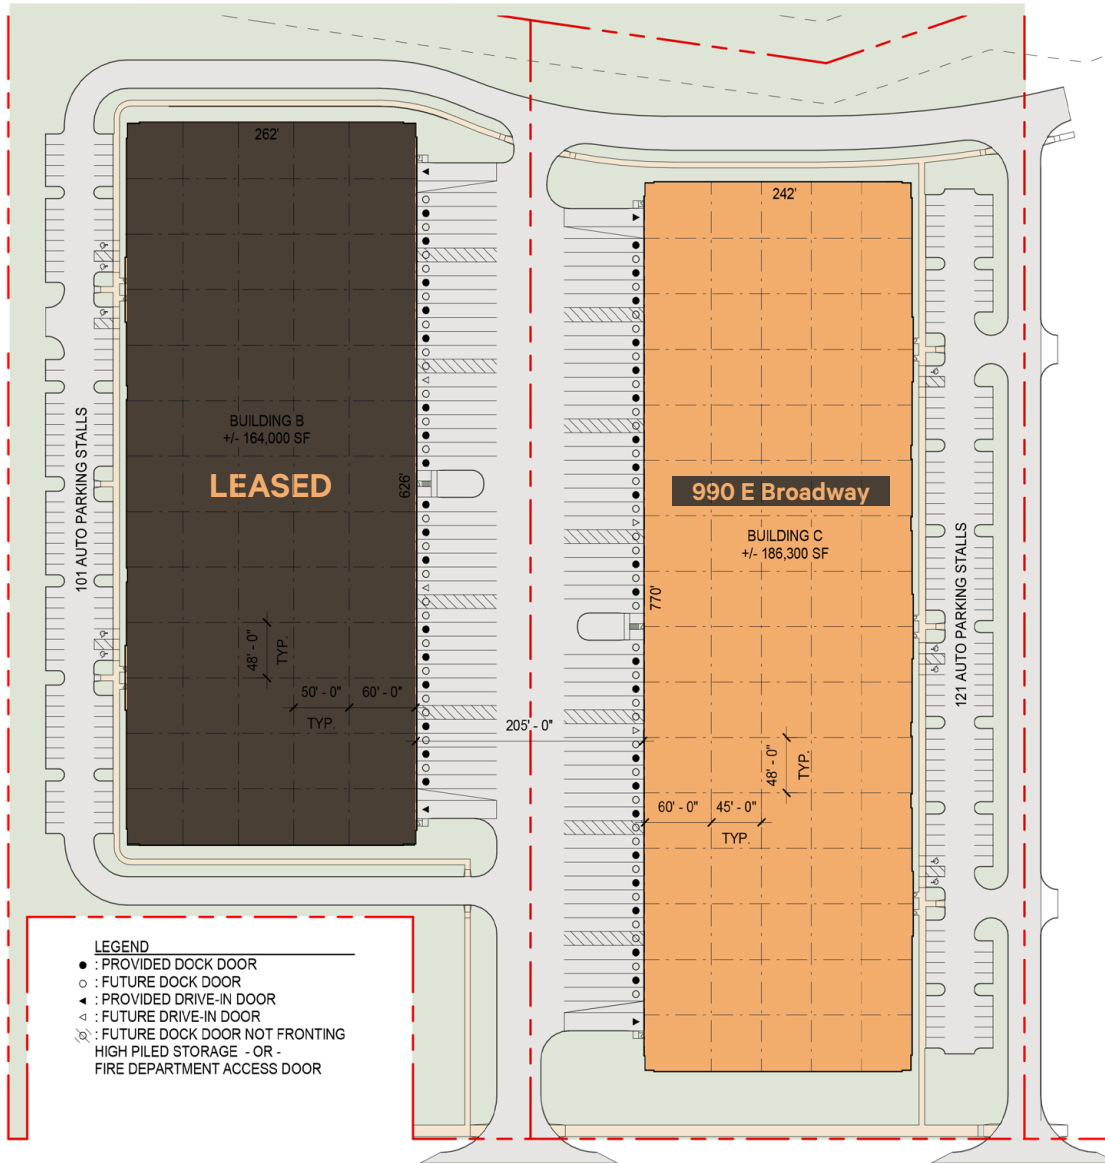 262'
242'
BUILDING B
+/- 164,000 SF
LEASED
626'
101 AUTO PARKING STALLS
48' - 0"
TYP.
50' - 0"
60' - 0"
TYP.
205' - 0"
990 E Broadway
BUILDING C
+/- 186,300 SF
770'
121 AUTO PARKING STALLS
48' - 0"
TYP.
60' - 0"
45' - 0"
TYP.
LEGEND
: PROVIDED DOCK DOOR
: FUTURE DOCK DOOR
: PROVIDED DRIVE-IN DOOR
: FUTURE DRIVE-IN DOOR
: FUTURE DOCK DOOR NOT FRONTING
HIGH PILED STORAGE - OR -
FIRE DEPARTMENT ACCESS DOOR